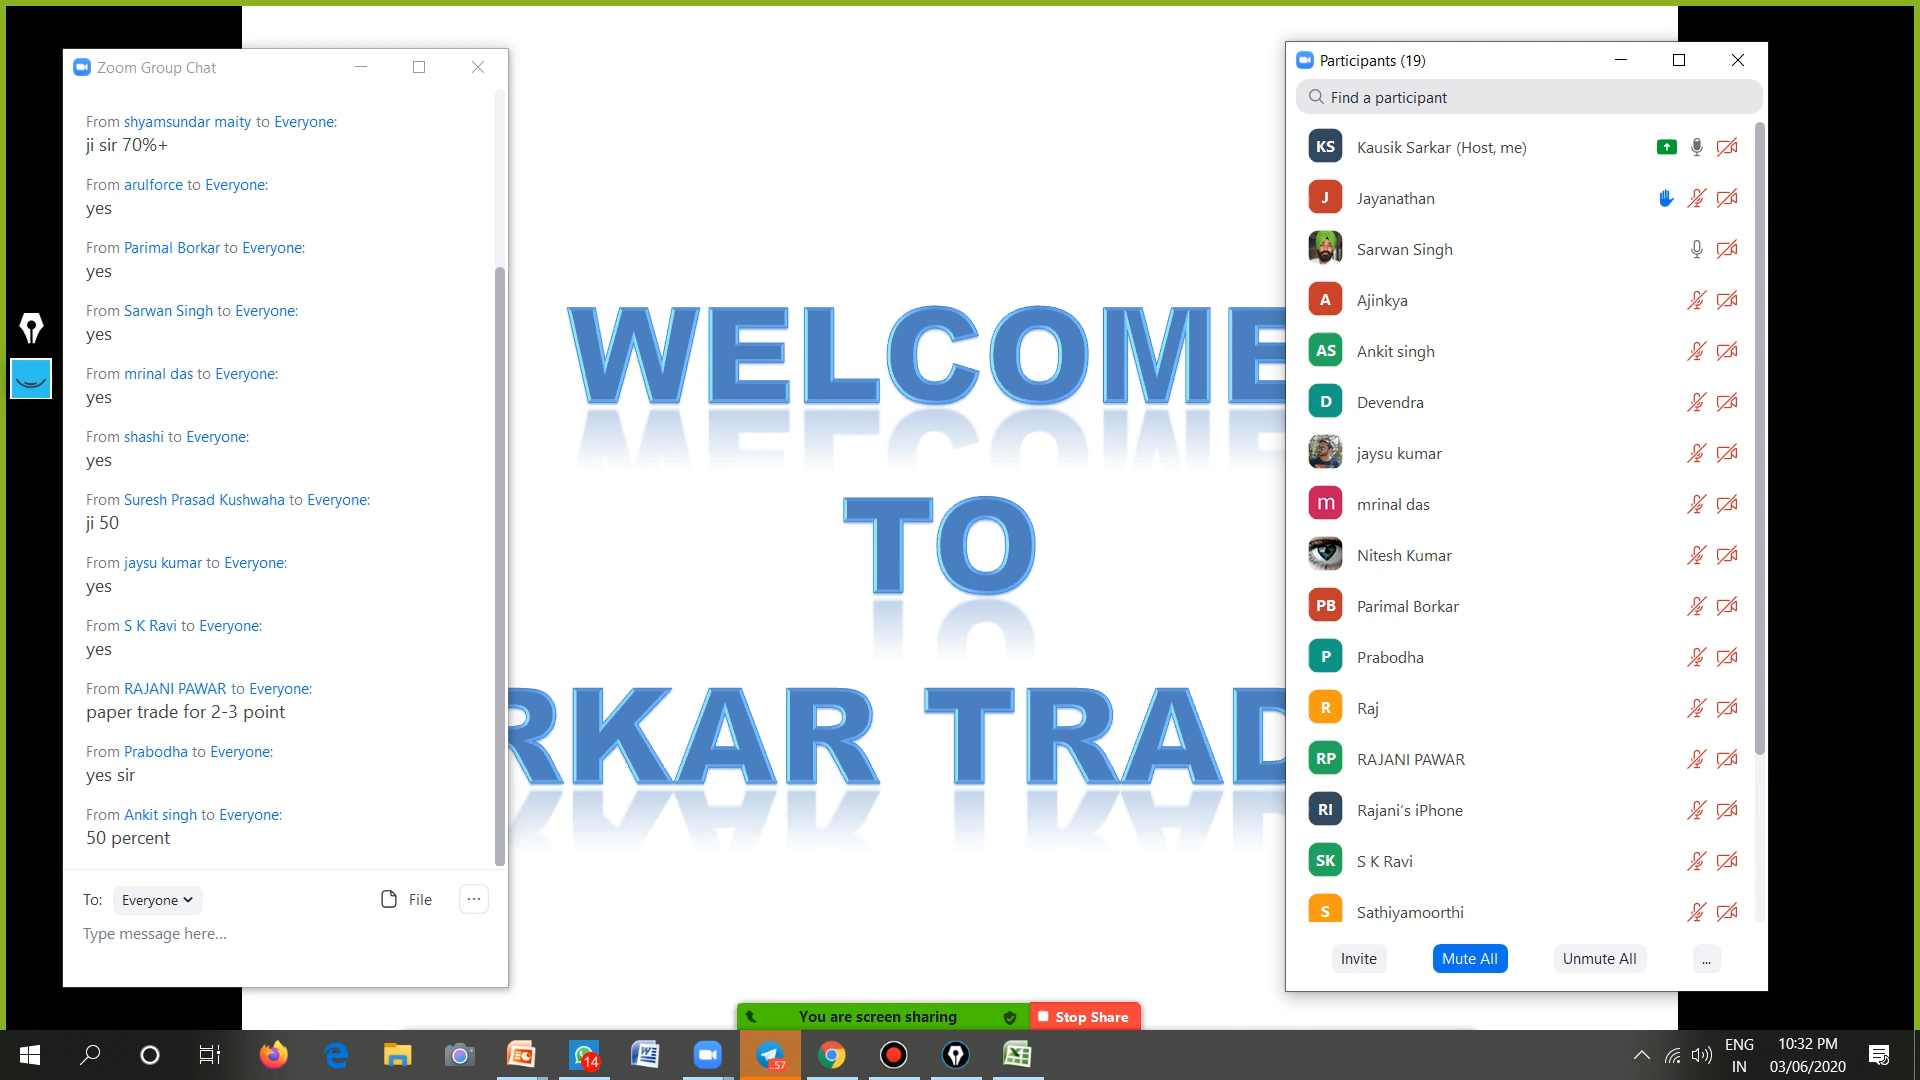 Zoom Group Chat
From shyamsundar maity to Everyone:
ji sir 70%+
From arulforce to Everyone:
yes
From Parimal Borkar to Everyone:
yes
From Sarwan Singh to Everyone:
yes
From mrinal das to Everyone:
yes
From shashi to Everyone:
yes
From Suresh Prasad Kushwaha to Everyone:
ji 50
From jaysu kumar to Everyone:
yes
From S K Ravi to Everyone:
yes
From RAJANI PAWAR to Everyone:
paper trade for 2-3 point
From Prabodha to Everyone:
yes sir
From Ankit singh to Everyone:
50 percent
To: Everyone File ...
Type message here...
WELCOME
TO
RKAR TRAD
Participants (19)
Find a participant
KS Kausik Sarkar (Host, me)
J Jayanathan
Sarwan Singh
A Ajinkya
AS Ankit singh
D Devendra
jaysu kumar
m mrinal das
Nitesh Kumar
PB Parimal Borkar
P Prabodha
R Raj
RP RAJANI PAWAR
RI Rajani's iPhone
SK S K Ravi
S Sathiyamoorthi
Invite Mute All Unmute All ...
You are screen sharing Stop Share
14
..57
ENG
IN
10:32 PM
03/06/2020